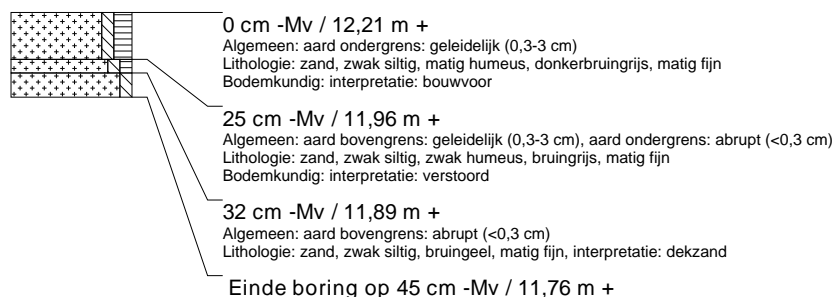 0 cm -Mv / 12,21 m +
Algemeen: aard ondergrens: geleidelijk (0,3-3 cm)
Lithologie: zand, zwak siltig, matig humeus, donkerbruingrijs, matig fijn
Bodemkundig: interpretatie: bouwvoor
25 cm -Mv / 11,96 m +
Algemeen: aard bovengrens: geleidelijk (0,3-3 cm), aard ondergrens: abrupt (<0,3 cm)
Lithologie: zand, zwak siltig, zwak humeus, bruingrijs, matig fijn
Bodemkundig: interpretatie: verstoord
32 cm -Mv / 11,89 m +
Algemeen: aard bovengrens: abrupt (<0,3 cm)
Lithologie: zand, zwak siltig, bruingeel, matig fijn, interpretatie: dekzand
Einde boring op 45 cm -Mv / 11,76 m +